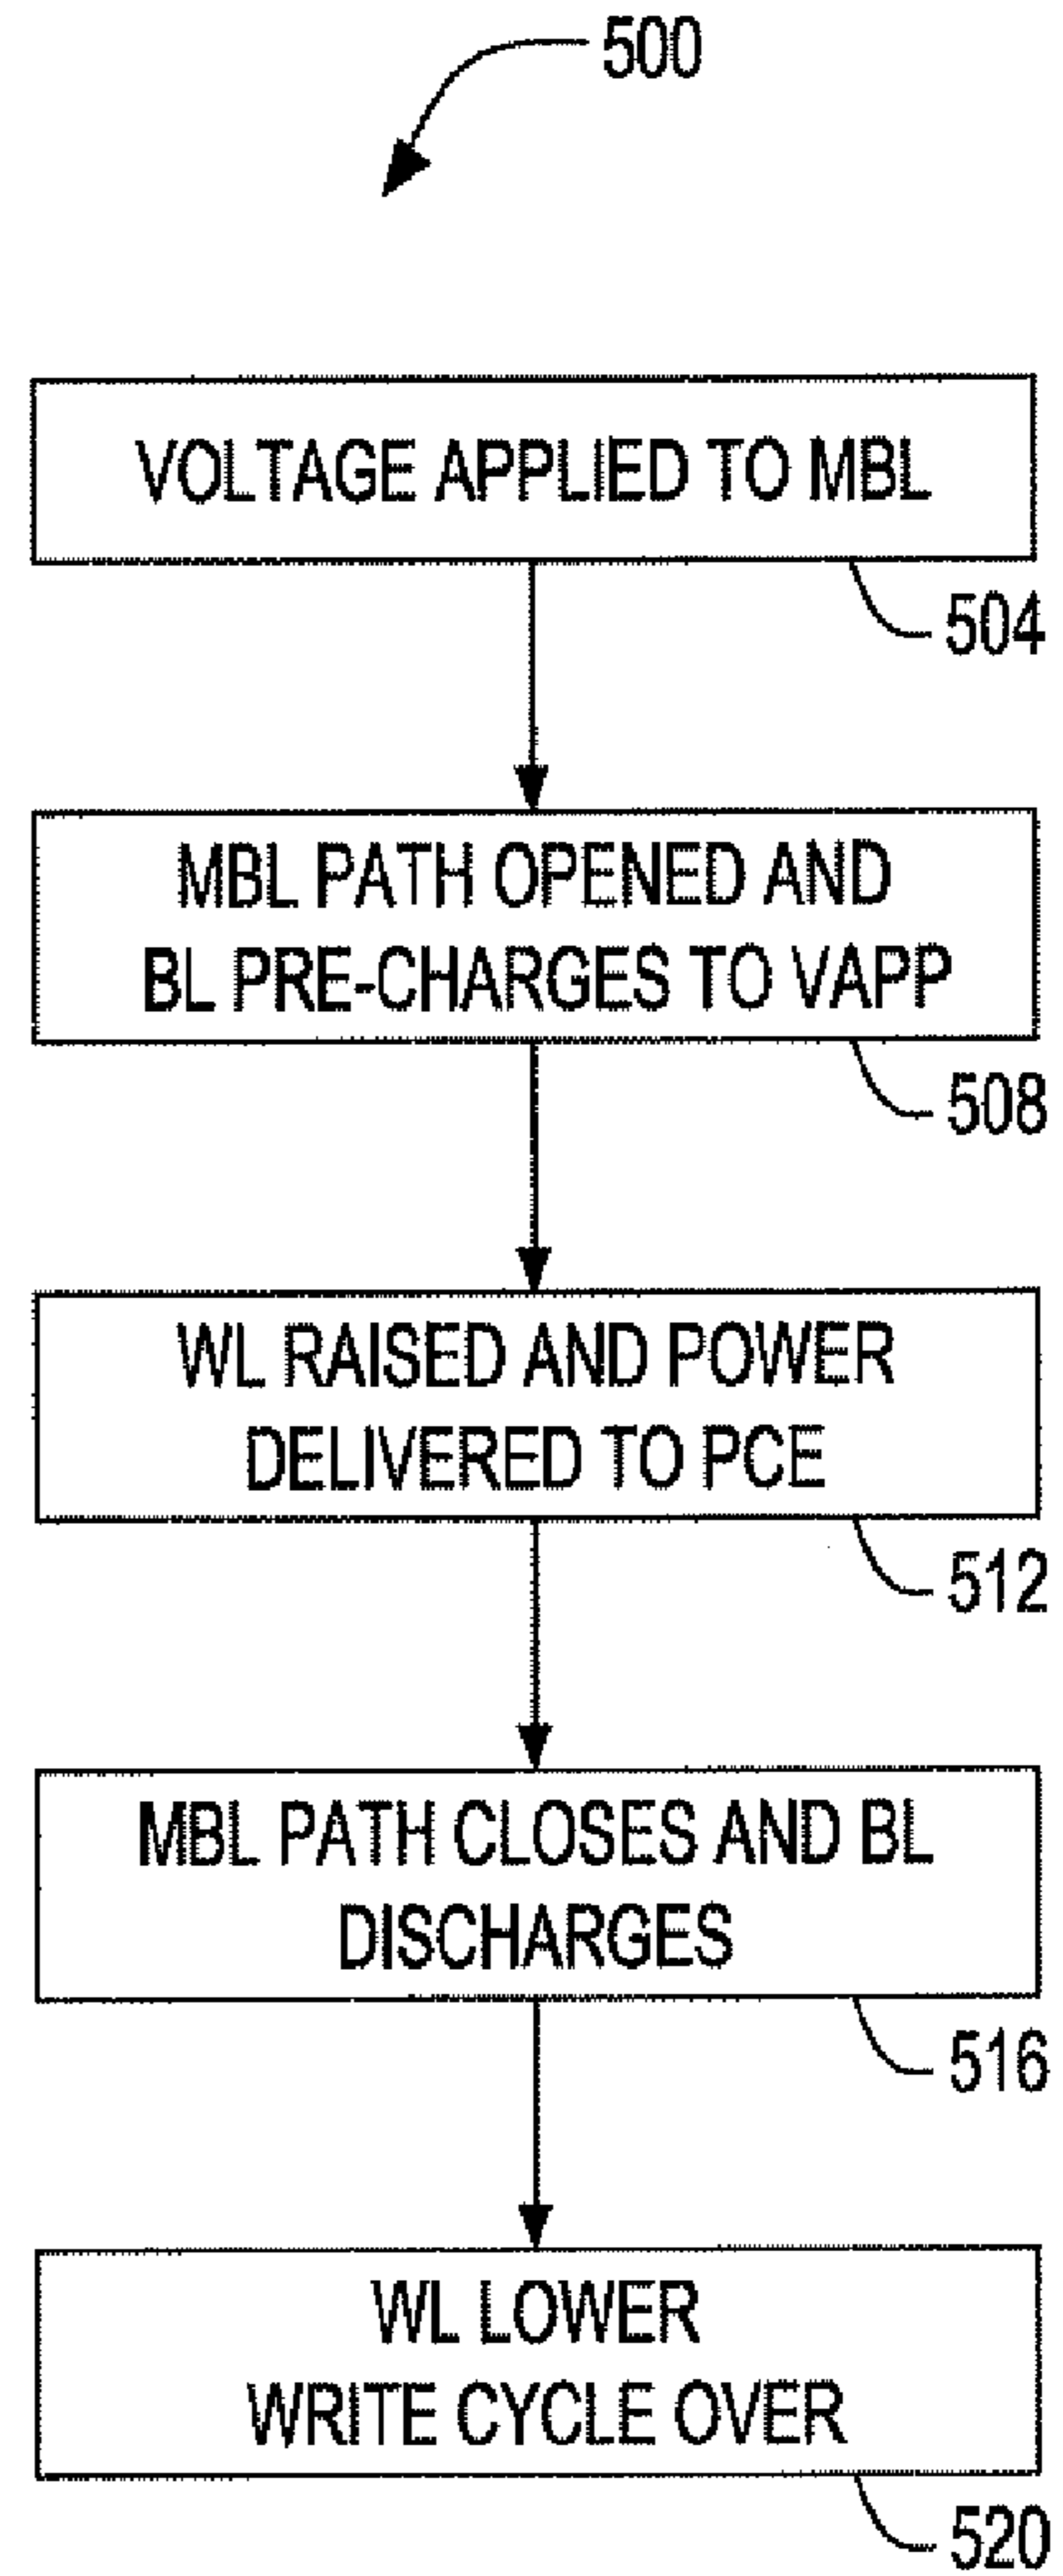 500
VOLTAGE APPLIED TO MBL
504
MBL PATH OPENED AND
BL PRE-CHARGES TO VAPP
508
WL RAISED AND POWER
DELIVERED TO PCE
512
MBL PATH CLOSES AND BL
DISCHARGES
516
WL LOWER
WRITE CYCLE OVER
520